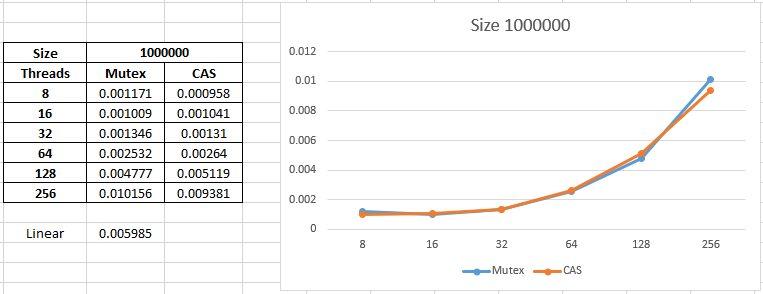 Size 1000000
Threads Mutex CAS
8 0.001171 0.000958
16 0.001009 0.001041
32 0.001346 0.00131
64 0.002532 0.00264
128 0.004777 0.005119
256 0.010156 0.009381
Linear 0.005985
Size 1000000
0.012
0.01
0.008
0.006
0.004
0.002
0
8 16 32 64 128 256
Mutex CAS